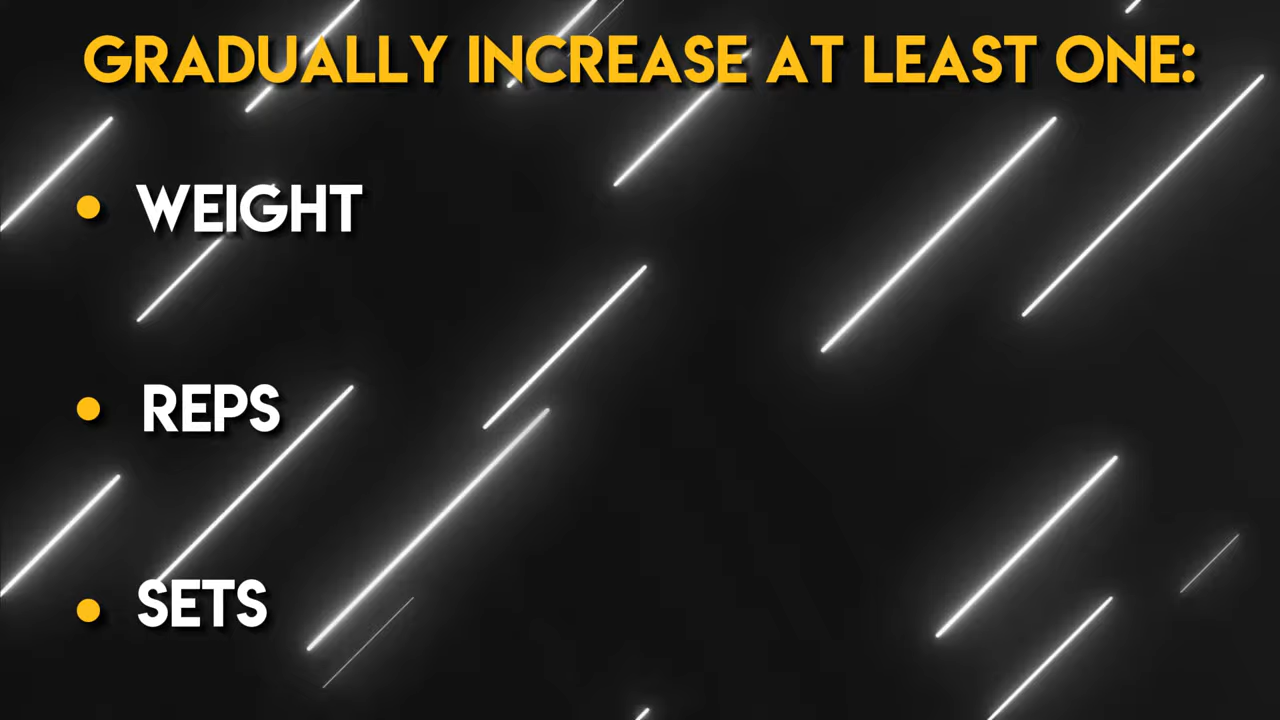 GRADUALLY INCREASE AT LEAST ONE:
• WEIGHT
• REPS
• SETS